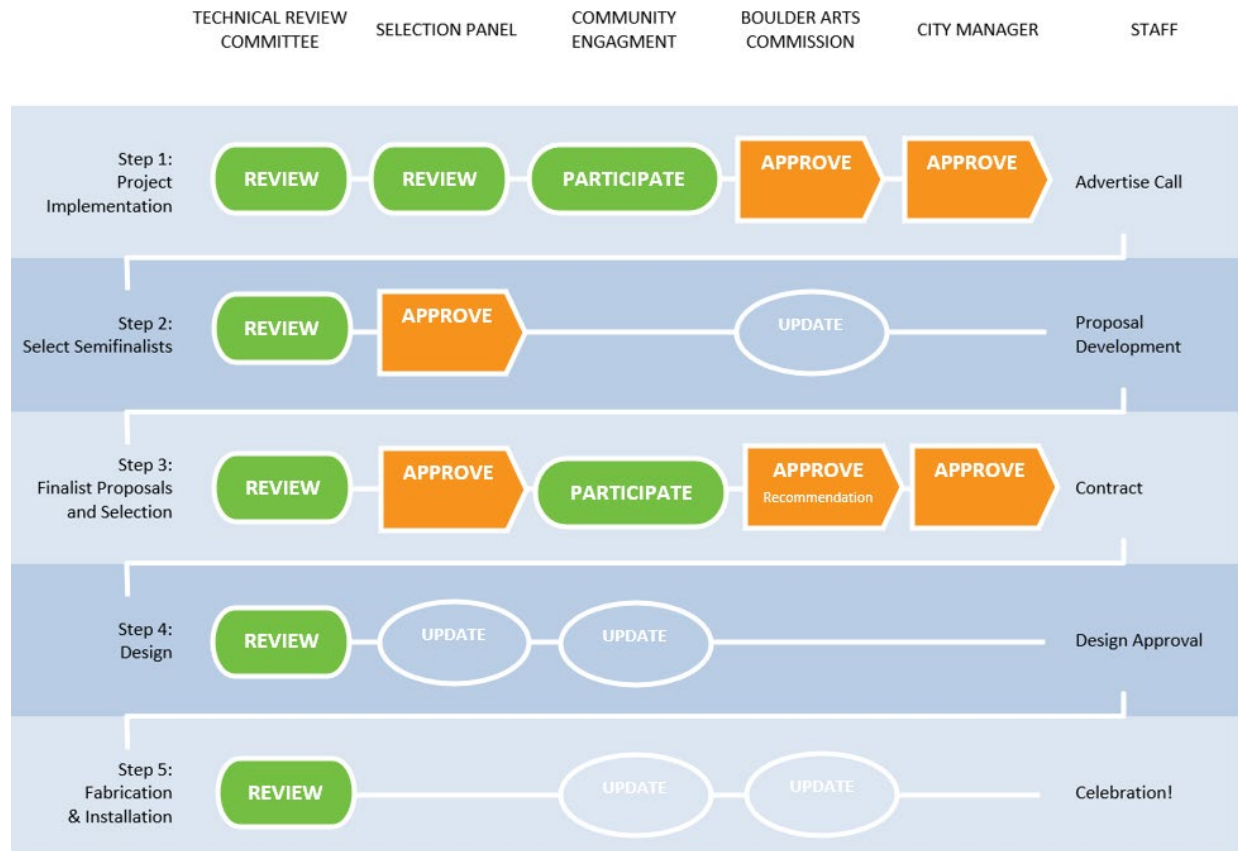 TECHNICAL REVIEW
COMMITTEE
SELECTION PANEL
COMMUNITY
ENGAGMENT
BOULDER ARTS
COMMISSION
CITY MANAGER
STAFF
Step 1:
Project
Implementation
REVIEW
REVIEW
PARTICIPATE
APPROVE
APPROVE
Advertise Call
Step 2:
Select Semifinalists
REVIEW
APPROVE
UPDATE
Proposal
Development
Step 3:
Finalist Proposals
and Selection
REVIEW
APPROVE
PARTICIPATE
APPROVE
Recommendation
APPROVE
Contract
Step 4:
Design
REVIEW
UPDATE
UPDATE
Design Approval
Step 5:
Fabrication
& Installation
REVIEW
UPDATE
UPDATE
Celebration!